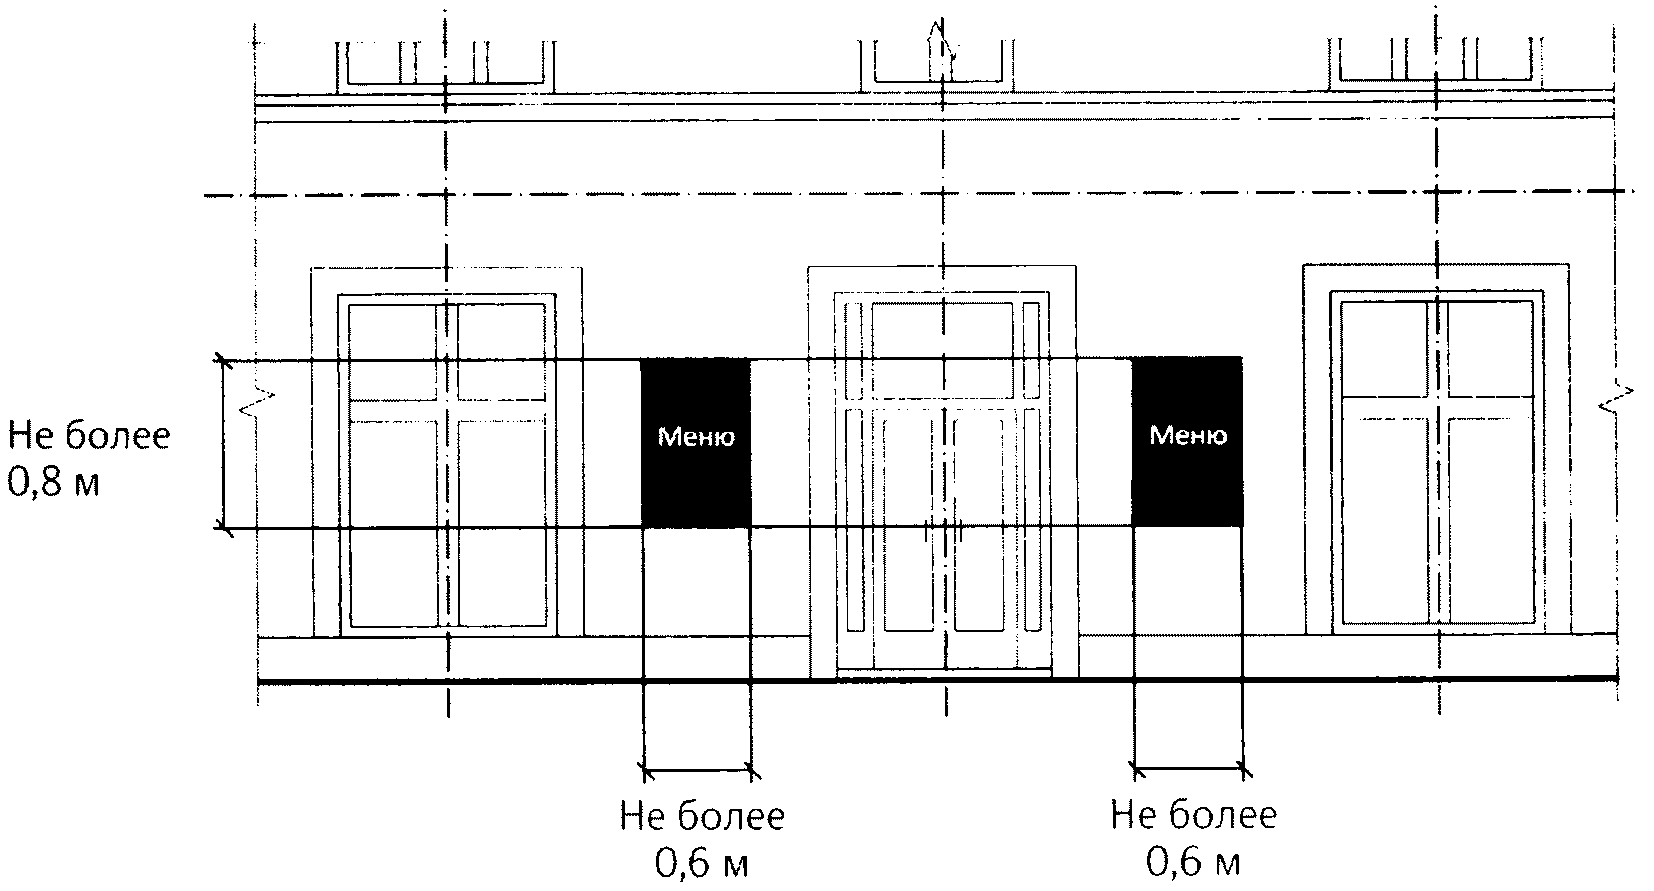 Не более
0,8 м
Меню
Меню
Не более
0,6 м
Не более
0,6 м